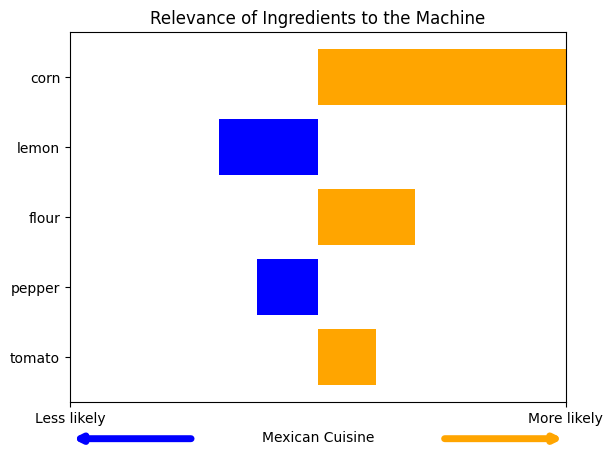 Relevance of Ingredients to the Machine
corn
lemon
flour
pepper
tomato
Less likely
More likely
Mexican Cuisine